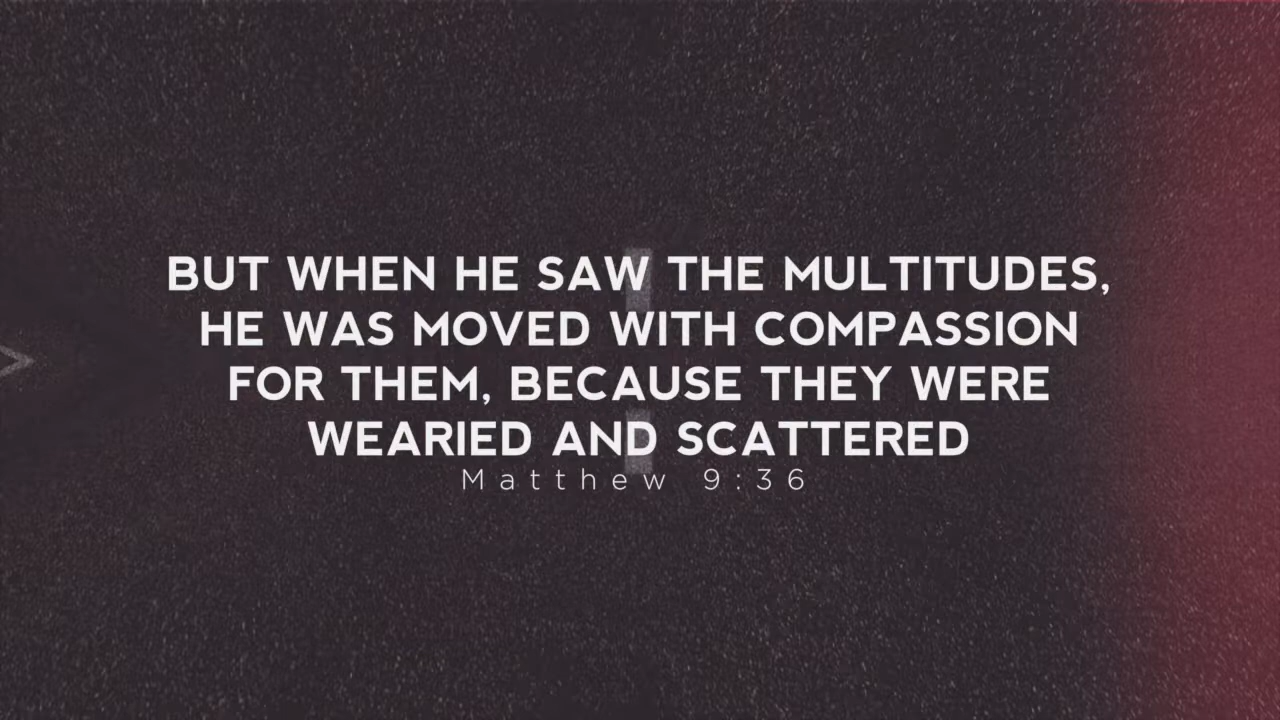 BUT WHEN HE SAW THE MULTITUDES,
HE WAS MOVED WITH COMPASSION
FOR THEM, BECAUSE THEY WERE
WEARIED AND SCATTERED
Matthew 9:36